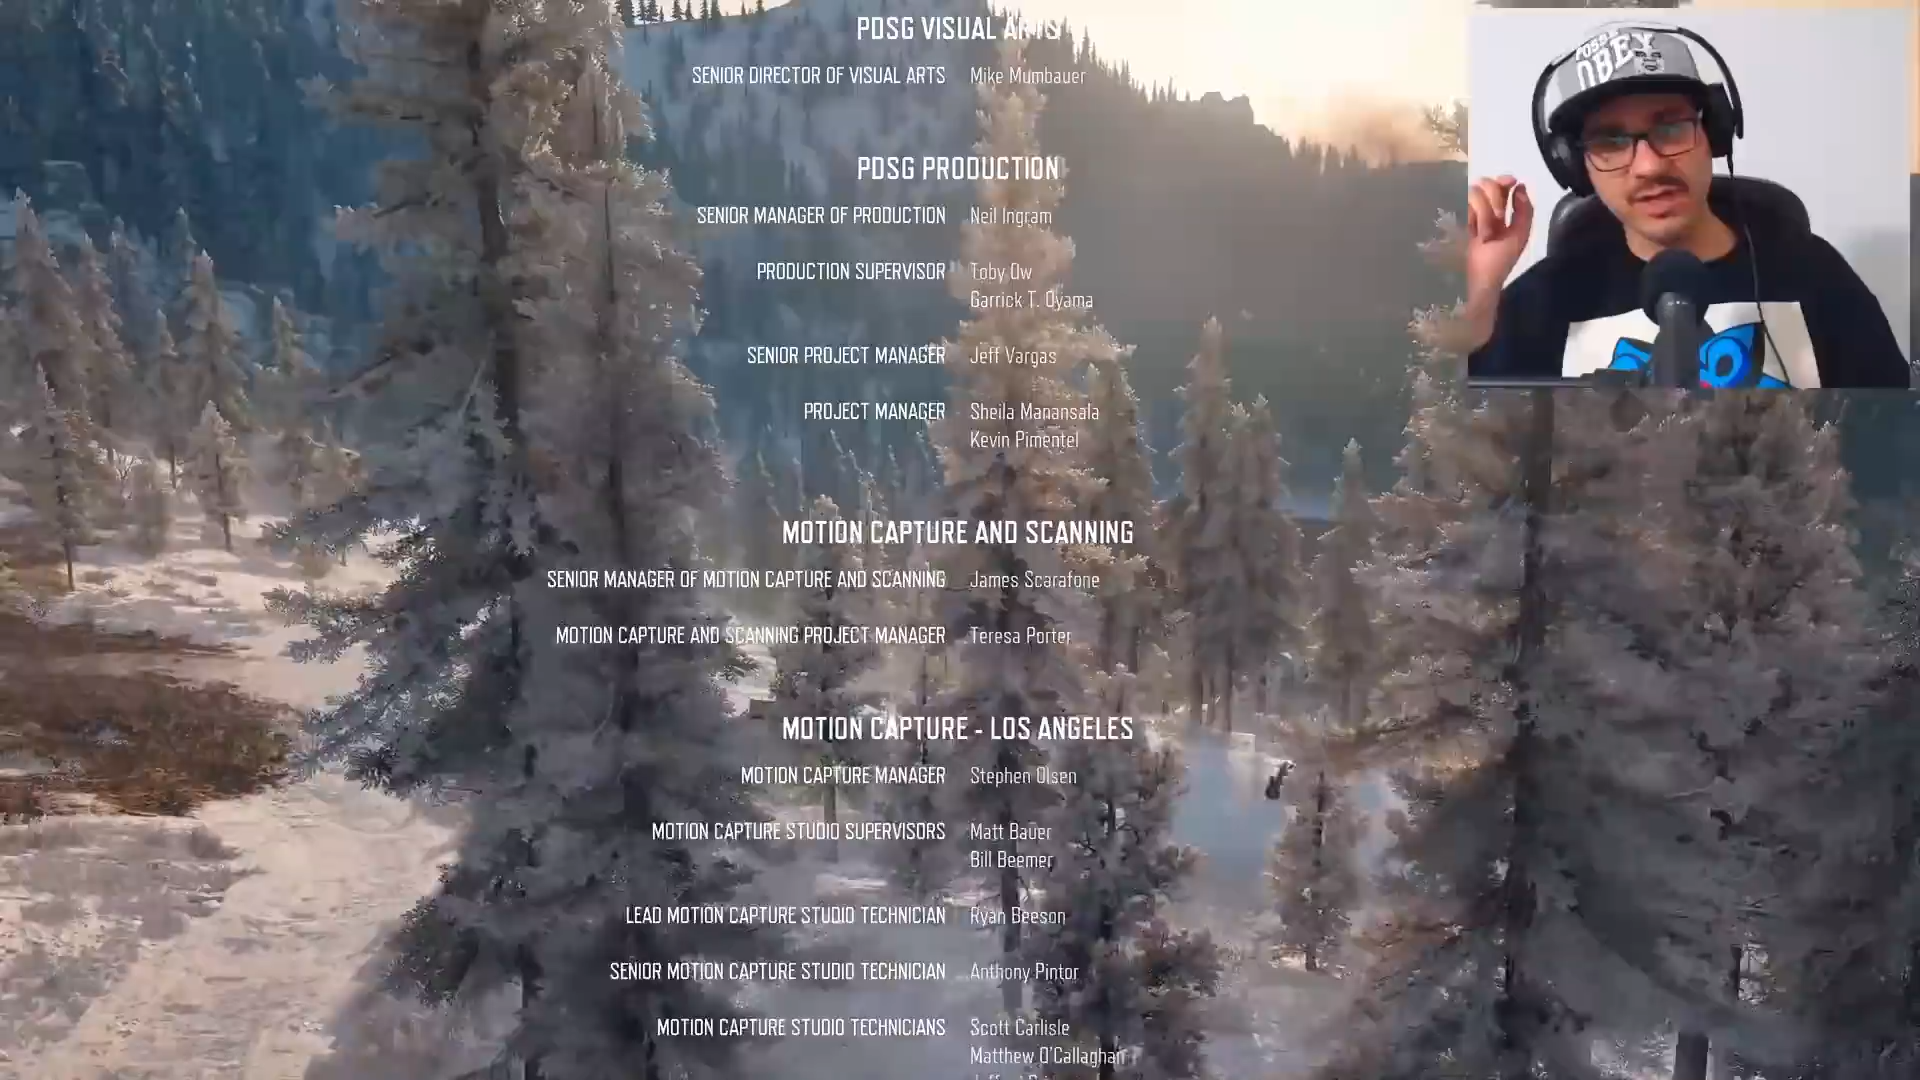 PDSG VISUAL ARTS
SENIOR DIRECTOR OF VISUAL ARTS Mike Mumbauer
PDSG PRODUCTION
SENIOR MANAGER OF PRODUCTION Neil Ingram
PRODUCTION SUPERVISOR Toby Ow
Garrick T. Oyama
SENIOR PROJECT MANAGER Jeff Vargas
PROJECT MANAGER Sheila Manansala
Kevin Pimentel
MOTION CAPTURE AND SCANNING
SENIOR MANAGER OF MOTION CAPTURE AND SCANNING James Scarafone
MOTION CAPTURE AND SCANNING PROJECT MANAGER Teresa Porter
MOTION CAPTURE - LOS ANGELES
MOTION CAPTURE MANAGER Stephen Olsen
MOTION CAPTURE STUDIO SUPERVISORS Matt Bauer
Bill Beemer
LEAD MOTION CAPTURE STUDIO TECHNICIAN Ryan Beeson
SENIOR MOTION CAPTURE STUDIO TECHNICIAN Anthony Pintor
MOTION CAPTURE STUDIO TECHNICIANS Scott Carlisle
Matthew O'Callaghan
POSSE
OBEY